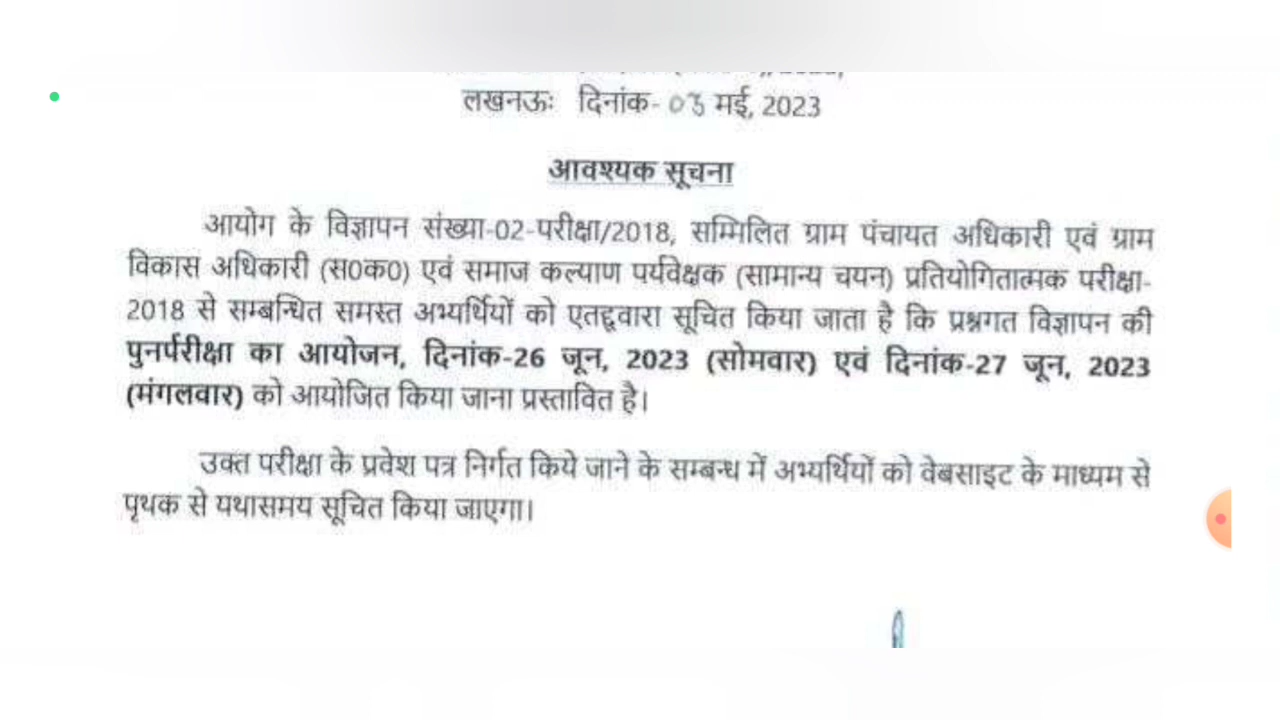 लखनऊः दिनांक- 03 मई, 2023
आवश्यक सूचना
आयोग के विज्ञापन संख्या-02-परीक्षा/2018, सम्मिलित ग्राम पंचायत अधिकारी एवं ग्राम
विकास अधिकारी (स0क0) एवं समाज कल्याण पर्यवेक्षक (सामान्य चयन) प्रतियोगितात्मक परीक्षा-
2018 से सम्बन्धित समस्त अभ्यर्थियों को एतद्द्वारा सूचित किया जाता है कि प्रश्नगत विज्ञापन की
पुनर्परीक्षा का आयोजन, दिनांक-26 जून, 2023 (सोमवार) एवं दिनांक-27 जून, 2023
(मंगलवार) को आयोजित किया जाना प्रस्तावित है।
उक्त परीक्षा के प्रवेश पत्र निर्गत किये जाने के सम्बन्ध में अभ्यर्थियों को वेबसाइट के माध्यम से
पृथक से यथासमय सूचित किया जाएगा।